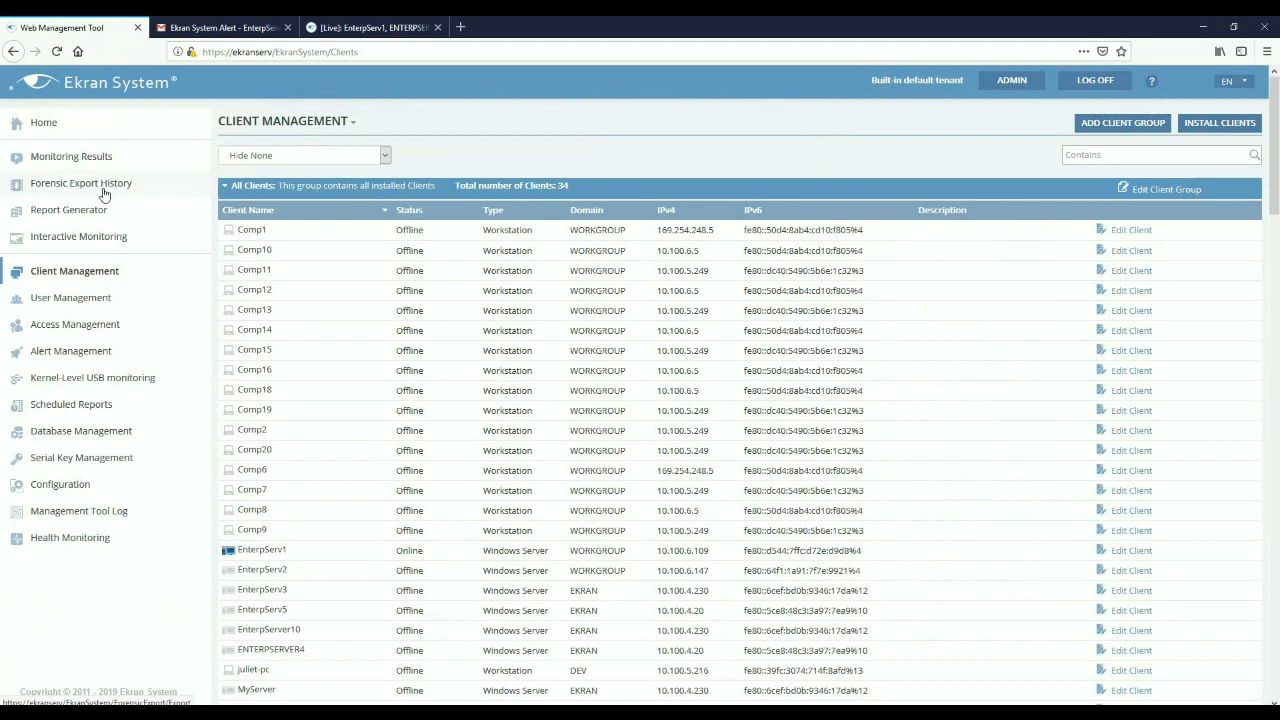 Web Management Tool
Ekran System Alert - EnterpSer
[Live]: EnterpServ1, ENTERPSER
https://ekranserv/EkranSystem/Clients
Ekran System®
Built-in default tenant
ADMIN
LOG OFF
?
EN
Home
Monitoring Results
Forensic Export History
Report Generator
Interactive Monitoring
Client Management
User Management
Access Management
Alert Management
Kernel-Level USB monitoring
Scheduled Reports
Database Management
Serial Key Management
Configuration
Management Tool Log
Health Monitoring
Copyright © 2011 - 2019 Ekran System
https://ekranserv/EkranSystem/ForensicExport/Export
CLIENT MANAGEMENT
ADD CLIENT GROUP
INSTALL CLIENTS
Hide None
Contains
All Clients: This group contains all installed Clients Total number of Clients: 34 Edit Client Group
Client Name Status Type Domain IPv4 IPv6 Description
Comp1 Offline Workstation WORKGROUP 169.254.248.5 fe80::50d4:8ab4:cd10:f805%4 Edit Client
Comp10 Offline Workstation WORKGROUP 10.100.6.5 fe80::50d4:8ab4:cd10:f805%4 Edit Client
Comp11 Offline Workstation WORKGROUP 10.100.5.249 fe80::dc40:5490:5b6e:1c32%3 Edit Client
Comp12 Offline Workstation WORKGROUP 10.100.6.5 fe80::50d4:8ab4:cd10:f805%4 Edit Client
Comp13 Offline Workstation WORKGROUP 10.100.5.249 fe80::dc40:5490:5b6e:1c32%3 Edit Client
Comp14 Offline Workstation WORKGROUP 10.100.6.5 fe80::50d4:8ab4:cd10:f805%4 Edit Client
Comp15 Offline Workstation WORKGROUP 10.100.5.249 fe80::dc40:5490:5b6e:1c32%3 Edit Client
Comp16 Offline Workstation WORKGROUP 10.100.6.5 fe80::50d4:8ab4:cd10:f805%4 Edit Client
Comp18 Offline Workstation WORKGROUP 10.100.6.5 fe80::50d4:8ab4:cd10:f805%4 Edit Client
Comp19 Offline Workstation WORKGROUP 10.100.5.249 fe80::dc40:5490:5b6e:1c32%3 Edit Client
Comp2 Offline Workstation WORKGROUP 10.100.5.249 fe80::dc40:5490:5b6e:1c32%3 Edit Client
Comp20 Offline Workstation WORKGROUP 10.100.5.249 fe80::dc40:5490:5b6e:1c32%3 Edit Client
Comp6 Offline Workstation WORKGROUP 169.254.248.5 fe80::50d4:8ab4:cd10:f805%4 Edit Client
Comp7 Offline Workstation WORKGROUP 10.100.5.249 fe80::dc40:5490:5b6e:1c32%3 Edit Client
Comp8 Offline Workstation WORKGROUP 10.100.6.5 fe80::50d4:8ab4:cd10:f805%4 Edit Client
Comp9 Offline Workstation WORKGROUP 10.100.5.249 fe80::dc40:5490:5b6e:1c32%3 Edit Client
EnterpServ1 Online Windows Server WORKGROUP 10.100.6.109 fe80::d544:7ffc:d72e:d9d8%4 Edit Client
EnterpServ2 Offline Windows Server WORKGROUP 10.100.6.147 fe80::64f1:1a91:7f7e:9921%4 Edit Client
EnterpServ3 Offline Windows Server EKRAN 10.100.4.230 fe80::6cef:bd0b:9346:17da%12 Edit Client
EnterpServ5 Offline Windows Server EKRAN 10.100.4.20 fe80::5ce8:48c3:3a97:7ea9%10 Edit Client
EnterpServer10 Offline Windows Server EKRAN 10.100.4.230 fe80::6cef:bd0b:9346:17da%12 Edit Client
ENTERPSERVER4 Offline Windows Server EKRAN 10.100.4.20 fe80::5ce8:48c3:3a97:7ea9%10 Edit Client
juliet-pc Offline Workstation DEV 10.100.5.216 fe80::39fc:3074:714f:8afd%13 Edit Client
MyServer Offline Windows Server EKRAN 10.100.4.230 fe80::6cef:bd0b:9346:17da%12 Edit Client